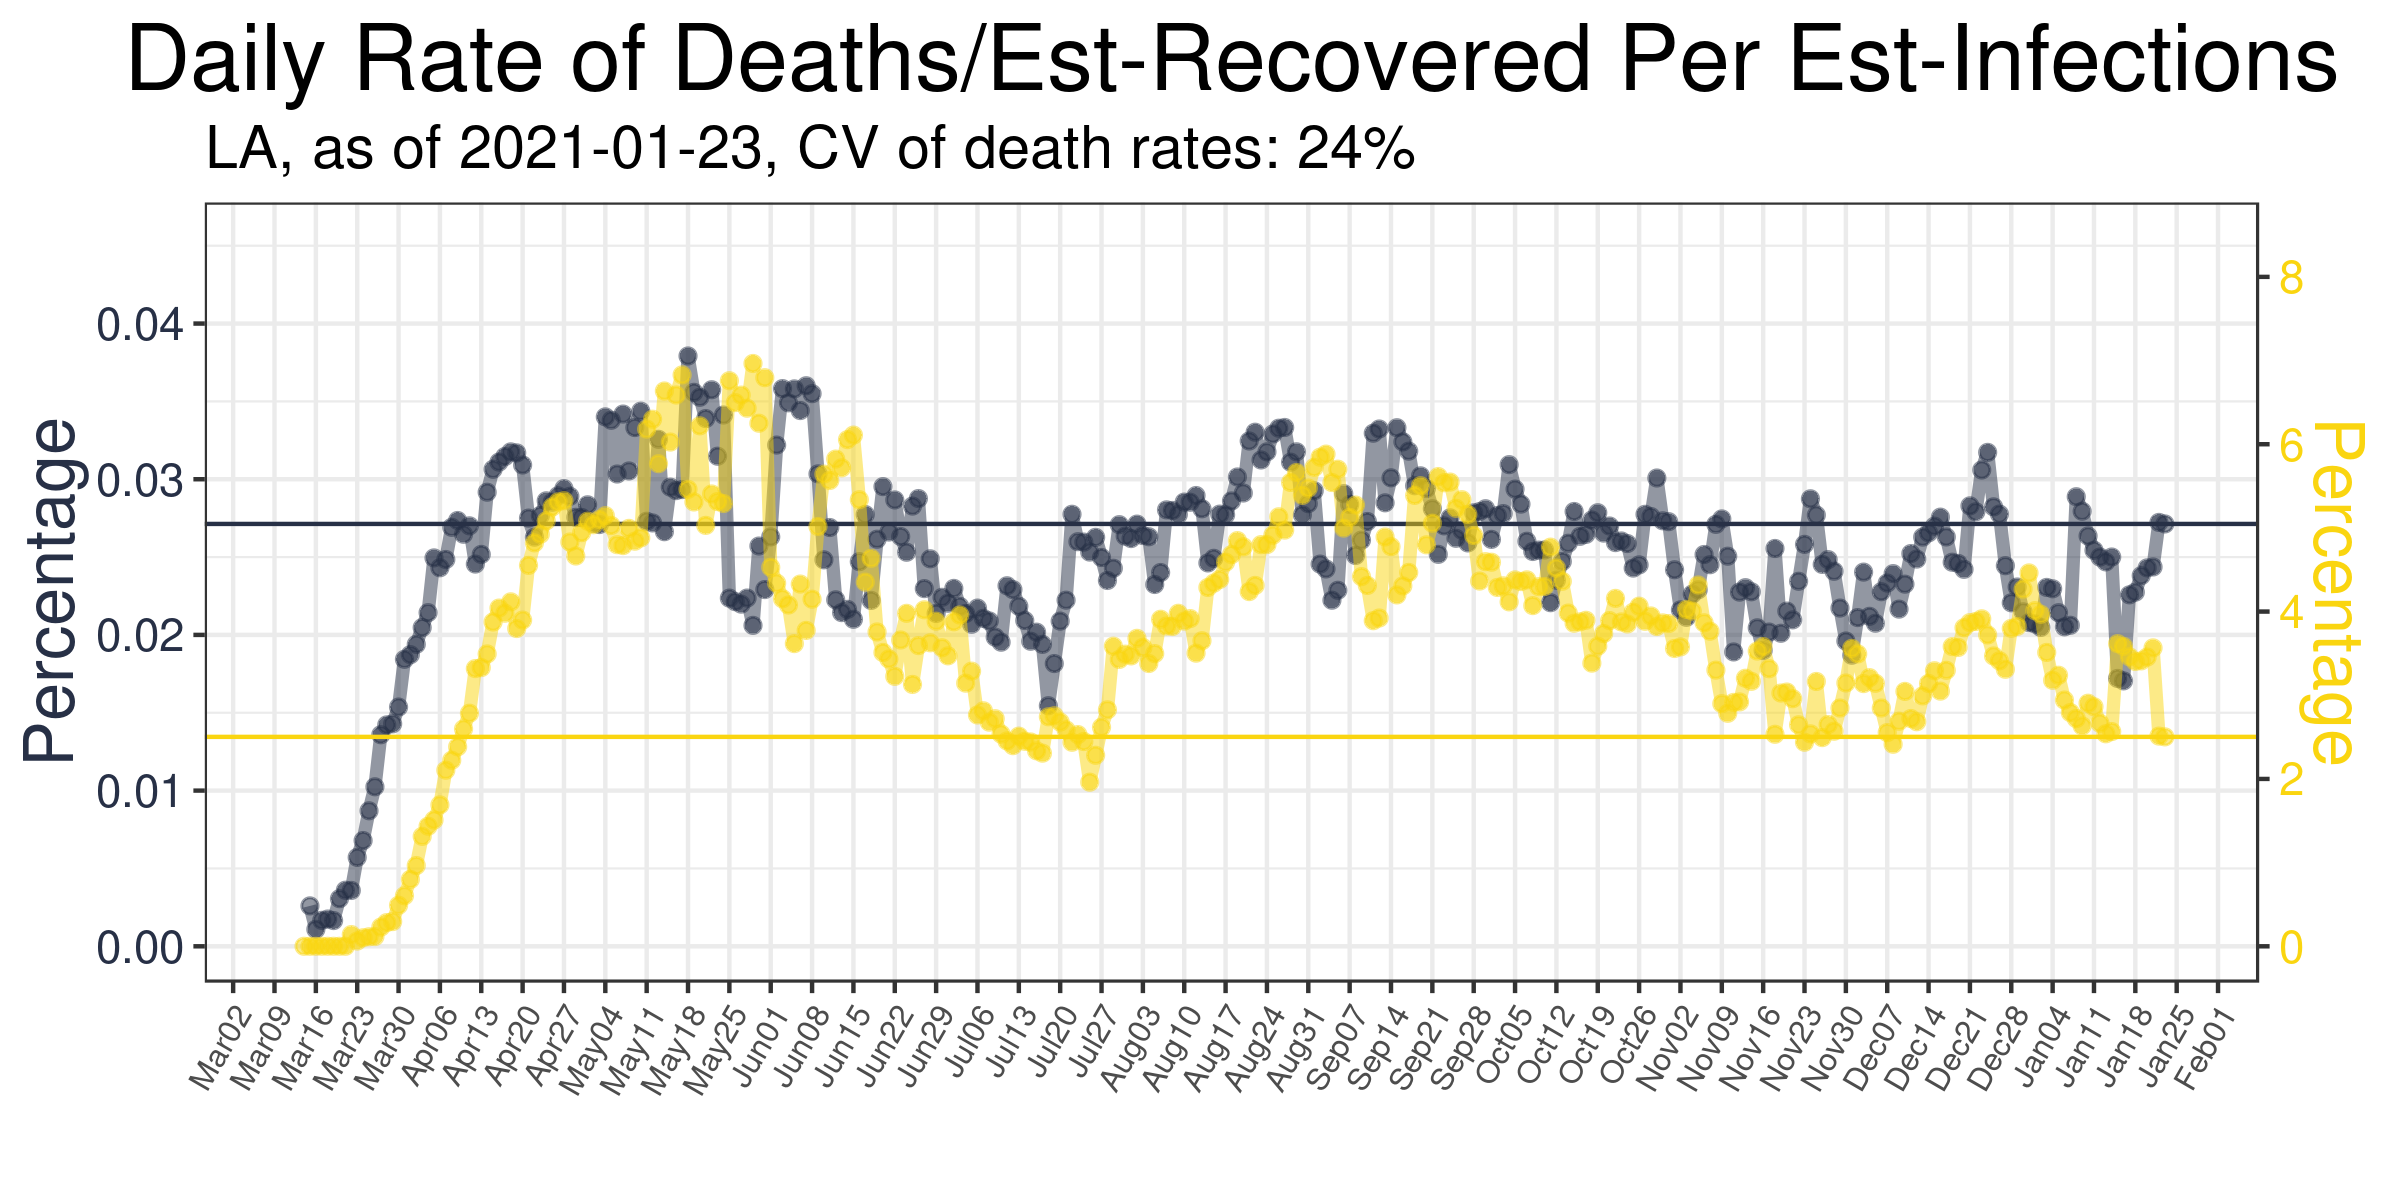 Daily Rate of Deaths/Est-Recovered Per Est-Infections
LA, as of 2021-01-23, CV of death rates: 24%
Percentage
0.04
0.03
0.02
0.01
0.00
8
6
4
2
0
Percentage
Mar02
Mar09
Mar16
Mar23
Mar30
Apr06
Apr13
Apr20
Apr27
May04
May11
May18
May25
Jun01
Jun08
Jun15
Jun22
Jun29
Jul06
Jul13
Jul20
Jul27
Aug03
Aug10
Aug17
Aug24
Aug31
Sep07
Sep14
Sep21
Sep28
Oct05
Oct12
Oct19
Oct26
Nov02
Nov09
Nov16
Nov23
Nov30
Dec07
Dec14
Dec21
Dec28
Jan04
Jan11
Jan18
Jan25
Feb01